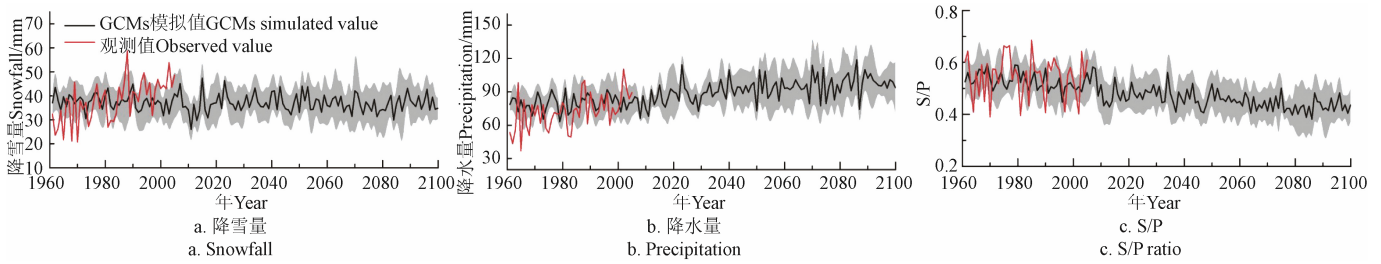 降雪量Snowfall/mm
70
60
50
40
30
20
10
GCMs模拟值GCMs simulated value
观测值Observed value
1960 1980 2000 2020 2040 2060 2080 2100
年Year
a. 降雪量
a. Snowfall
降水量Precipitation/mm
150
120
90
60
30
1960 1980 2000 2020 2040 2060 2080 2100
年Year
b. 降水量
b. Precipitation
S/P
0.8
0.6
0.4
0.2
1960 1980 2000 2020 2040 2060 2080 2100
年Year
c. S/P
c. S/P ratio